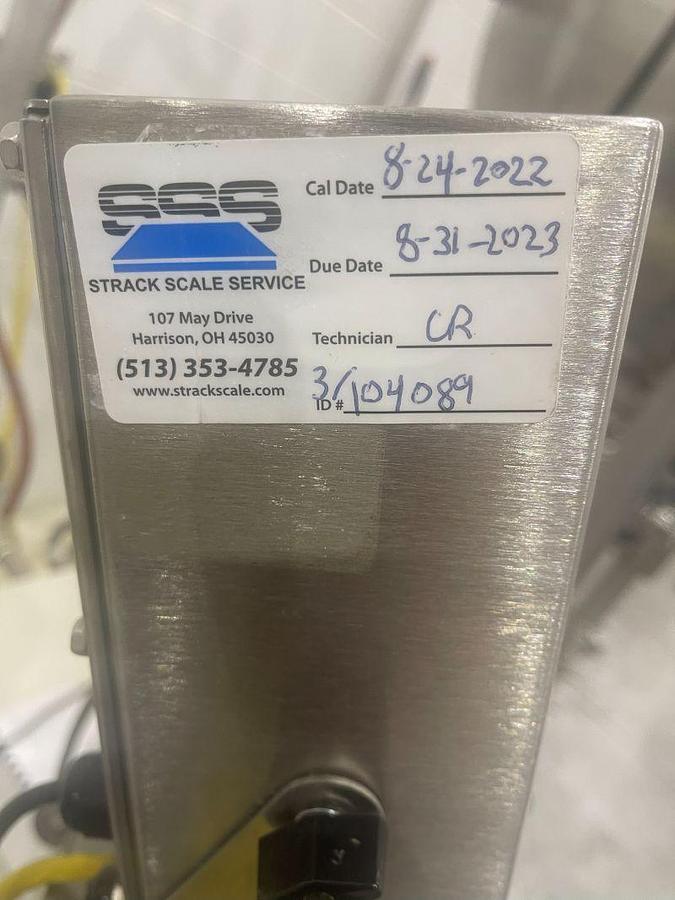 SSS
STRACK SCALE SERVICE
107 May Drive
Harrison, OH 45030
(513) 353-4785
www.strackscale.com
Cal Date 8-24-2022
Due Date 8-31-2023
Technician CR
ID # 3/104089